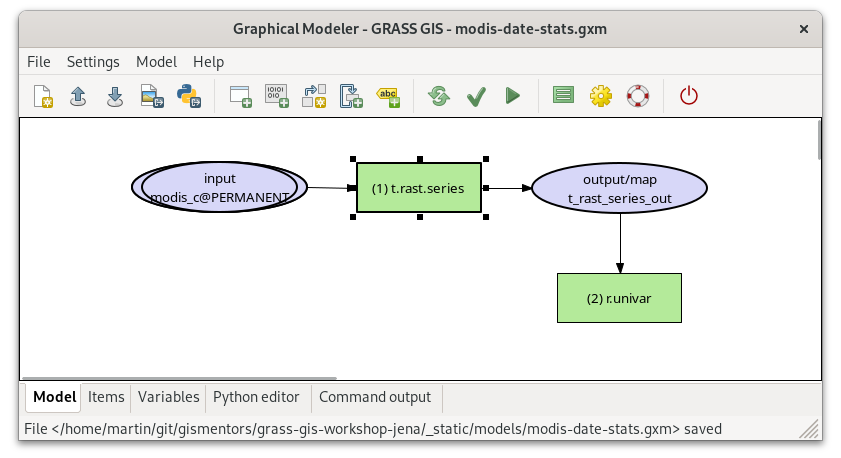 Graphical Modeler - GRASS GIS - modis-date-stats.gxm
File Settings Model Help
abc
input
modis_c@PERMANENT
(1) t.rast.series
output/map
t_rast_series_out
(2) r.univar
Model Items Variables Python editor Command output
File </home/martin/git/gismentors/grass-gis-workshop-jena/_static/models/modis-date-stats.gxm> saved